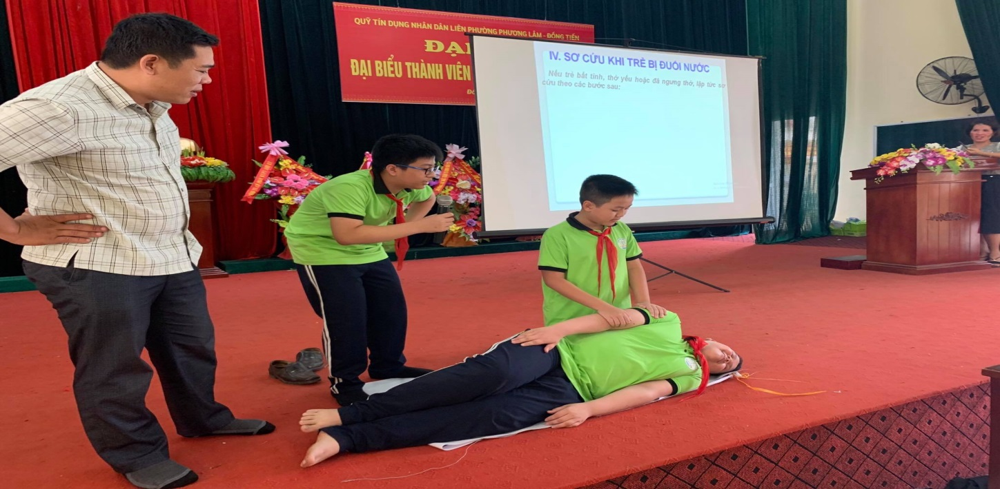 QUỸ TÍN DỤNG NHÂN DÂN LIÊN PHƯỜNG PHƯƠNG LÂM - ĐỒNG TIẾN
ĐẠI
ĐẠI BIỂU THÀNH VIÊN
IV. SƠ CỨU KHI TRẺ BỊ ĐUỐI NƯỚC
Nếu trẻ bất tỉnh, thở yếu hoặc đã ngưng thở, lập tức sơ
cứu theo các bước sau: